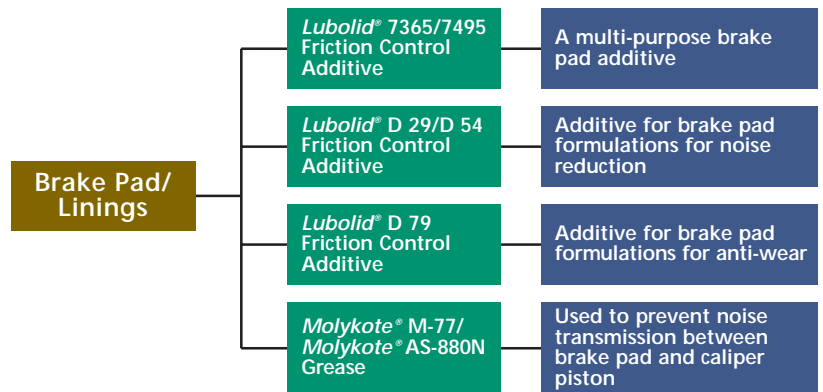 Brake Pad/
Linings
Lubolid® 7365/7495
Friction Control
Additive
A multi-purpose brake
pad additive
Lubolid® D 29/D 54
Friction Control
Additive
Additive for brake pad
formulations for noise
reduction
Lubolid® D 79
Friction Control
Additive
Additive for brake pad
formulations for anti-wear
Molykote® M-77/
Molykote® AS-880N
Grease
Used to prevent noise
transmission between
brake pad and caliper
piston